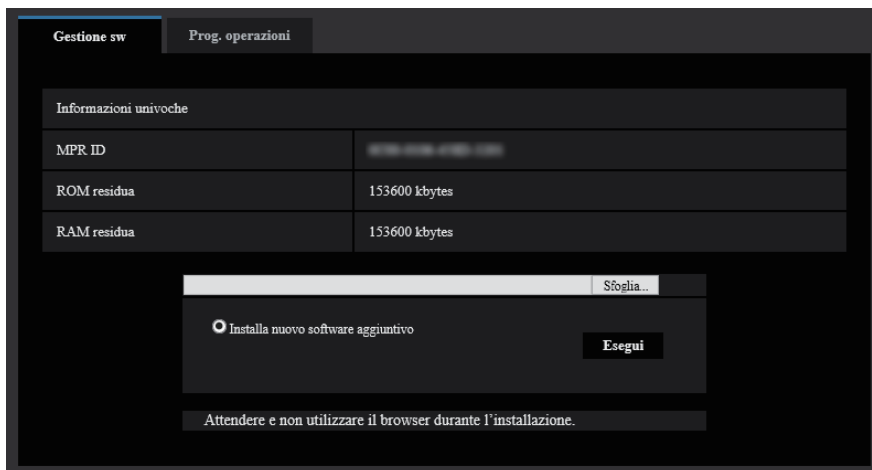 Gestione sw
Prog. operazioni
Informazioni univoche
MPR ID
ROM residua 153600 kbytes
RAM residua 153600 kbytes
Sfoglia...
Installa nuovo software aggiuntivo
Esegui
Attendere e non utilizzare il browser durante l'installazione.